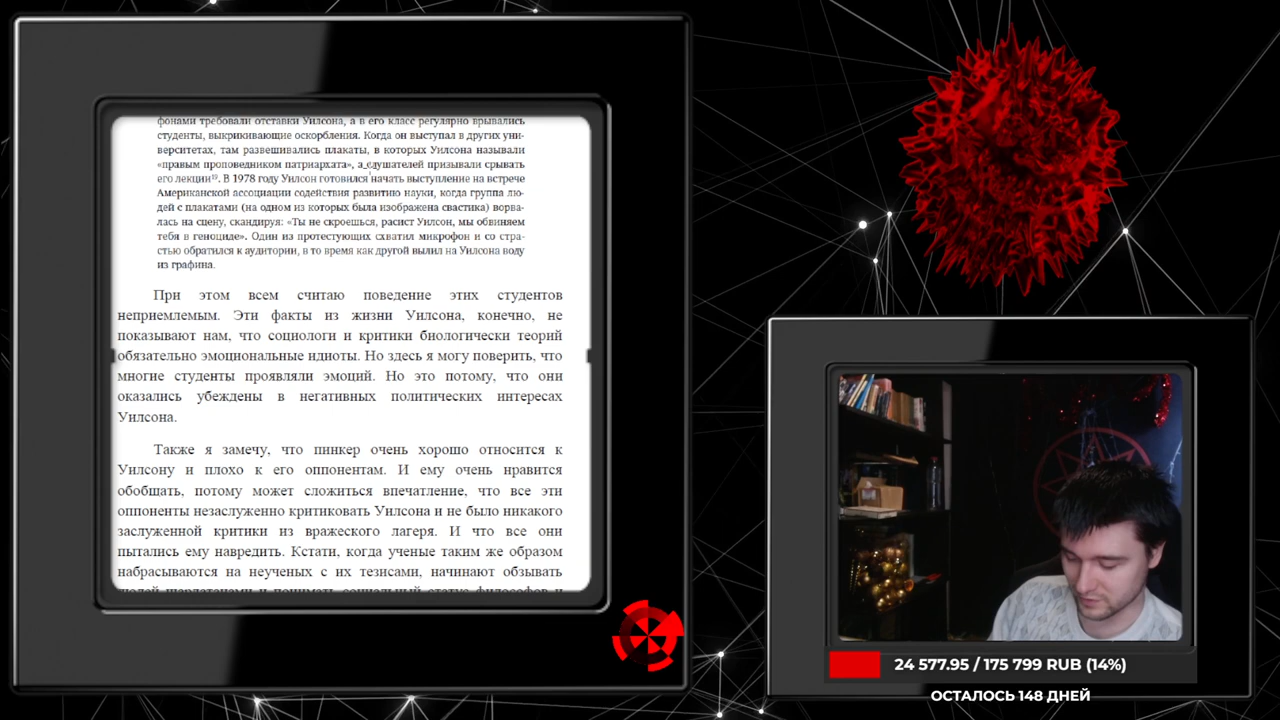 фонами требовали отставки Уилсона, а в его класс регулярно врывались
студенты, выкрикивающие оскорбления. Когда он выступал в других уни-
верситетах, там развешивались плакаты, в которых Уилсона называли
«правым проповедником патриархата», а слушателей призывали срывать
его лекции¹⁹. В 1978 году Уилсон готовился начать выступление на встрече
Американской ассоциации содействия развитию науки, когда группа лю-
дей с плакатами (на одном из которых была изображена свастика) ворва-
лась на сцену, скандируя: «Ты не скроешься, расист Уилсон, мы обвиняем
тебя в геноциде». Один из протестующих схватил микрофон и со стра-
стью обратился к аудитории, в то время как другой вылил на Уилсона воду
из графина.
При этом всем считаю поведение этих студентов
неприемлемым. Эти факты из жизни Уилсона, конечно, не
показывают нам, что социологи и критики биологически теорий
обязательно эмоциональные идиоты. Но здесь я могу поверить, что
многие студенты проявляли эмоций. Но это потому, что они
оказались убеждены в негативных политических интересах
Уилсона.
Также я замечу, что пинкер очень хорошо относится к
Уилсону и плохо к его оппонентам. И ему очень нравится
обобщать, потому может сложиться впечатление, что все эти
оппоненты незаслуженно критиковать Уилсона и не было никакого
заслуженной критики из вражеского лагеря. И что все они
пытались ему навредить. Кстати, когда ученые таким же образом
набрасываются на неученых с их тезисами, начинают обзывать
24 577.95 / 175 799 RUB (14%)
ОСТАЛОСЬ 148 ДНЕЙ